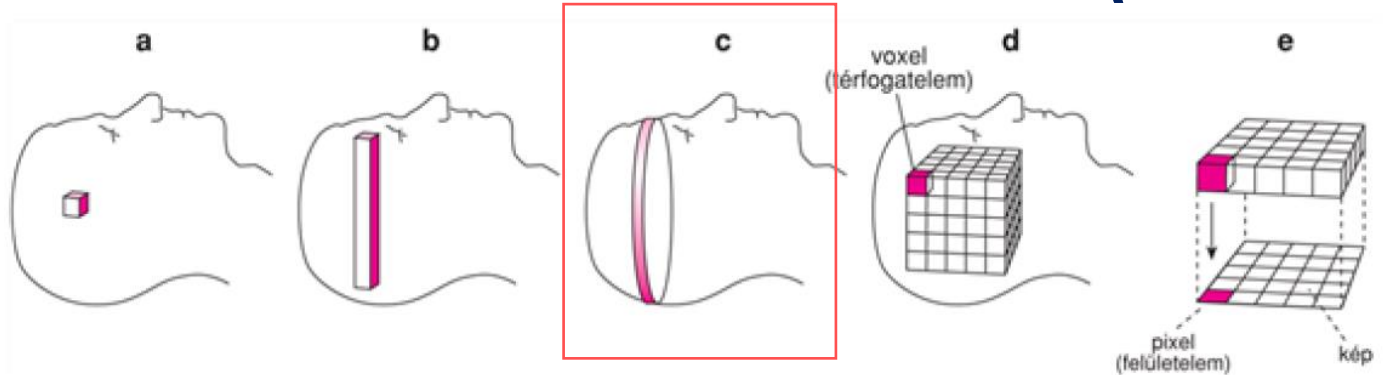 a
b
c
d
e
voxel
(térfogatelem)
pixel
(felületelem)
kép